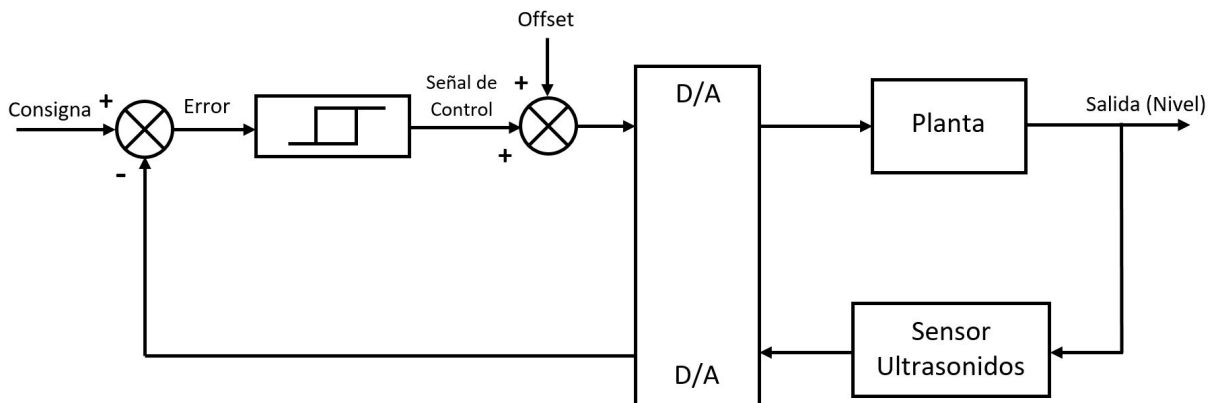 Offset
Consigna
+
Error
Señal de
Control
+
+
-
D/A
Planta
Salida (Nivel)
D/A
Sensor
Ultrasonidos